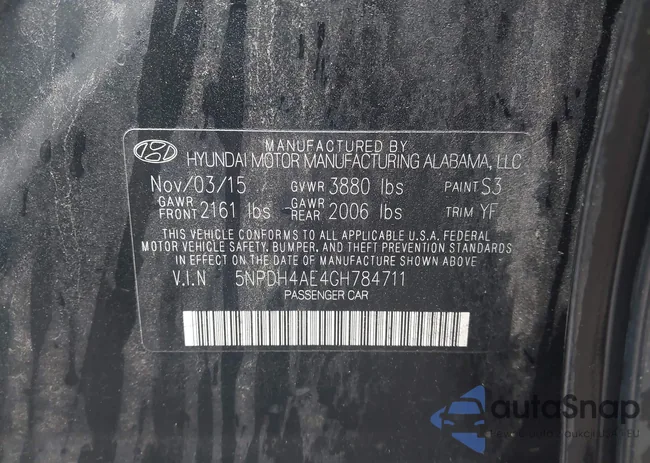 MANUFACTURED BY
HYUNDAI MOTOR MANUFACTURING ALABAMA, LLC
Nov/03/15 GVWR 3880 lbs PAINT S3
GAWR FRONT 2161 lbs GAWR REAR 2006 lbs TRIM YF
THIS VEHICLE CONFORMS TO ALL APPLICABLE U.S.A. FEDERAL
MOTOR VEHICLE SAFETY, BUMPER, AND THEFT PREVENTION STANDARDS
IN EFFECT ON THE DATE OF MANUFACTURE SHOWN ABOVE
V.I.N 5NPDH4AE4GH784711
PASSENGER CAR
autoSnap